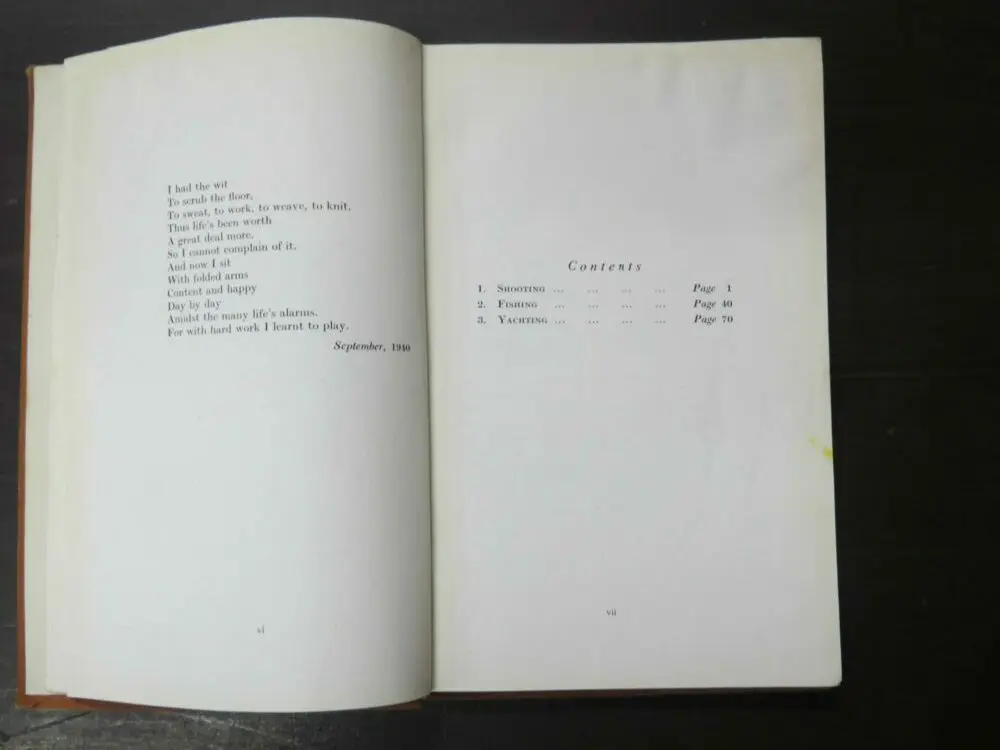 I had the wit
To scrub the floor,
To sweat, to work, to weave, to knit,
Thus life's been worth
A great deal more,
So I cannot complain of it,
And now I sit
With folded arms
Content and happy
Day by day
Amidst the many life's alarms,
For with hard work I learnt to play.
September, 1940
vi
Contents
1. SHOOTING ... ... ... ... Page 1
2. FISHING ... ... ... ... Page 40
3. YACHTING ... ... ... ... Page 70
vii